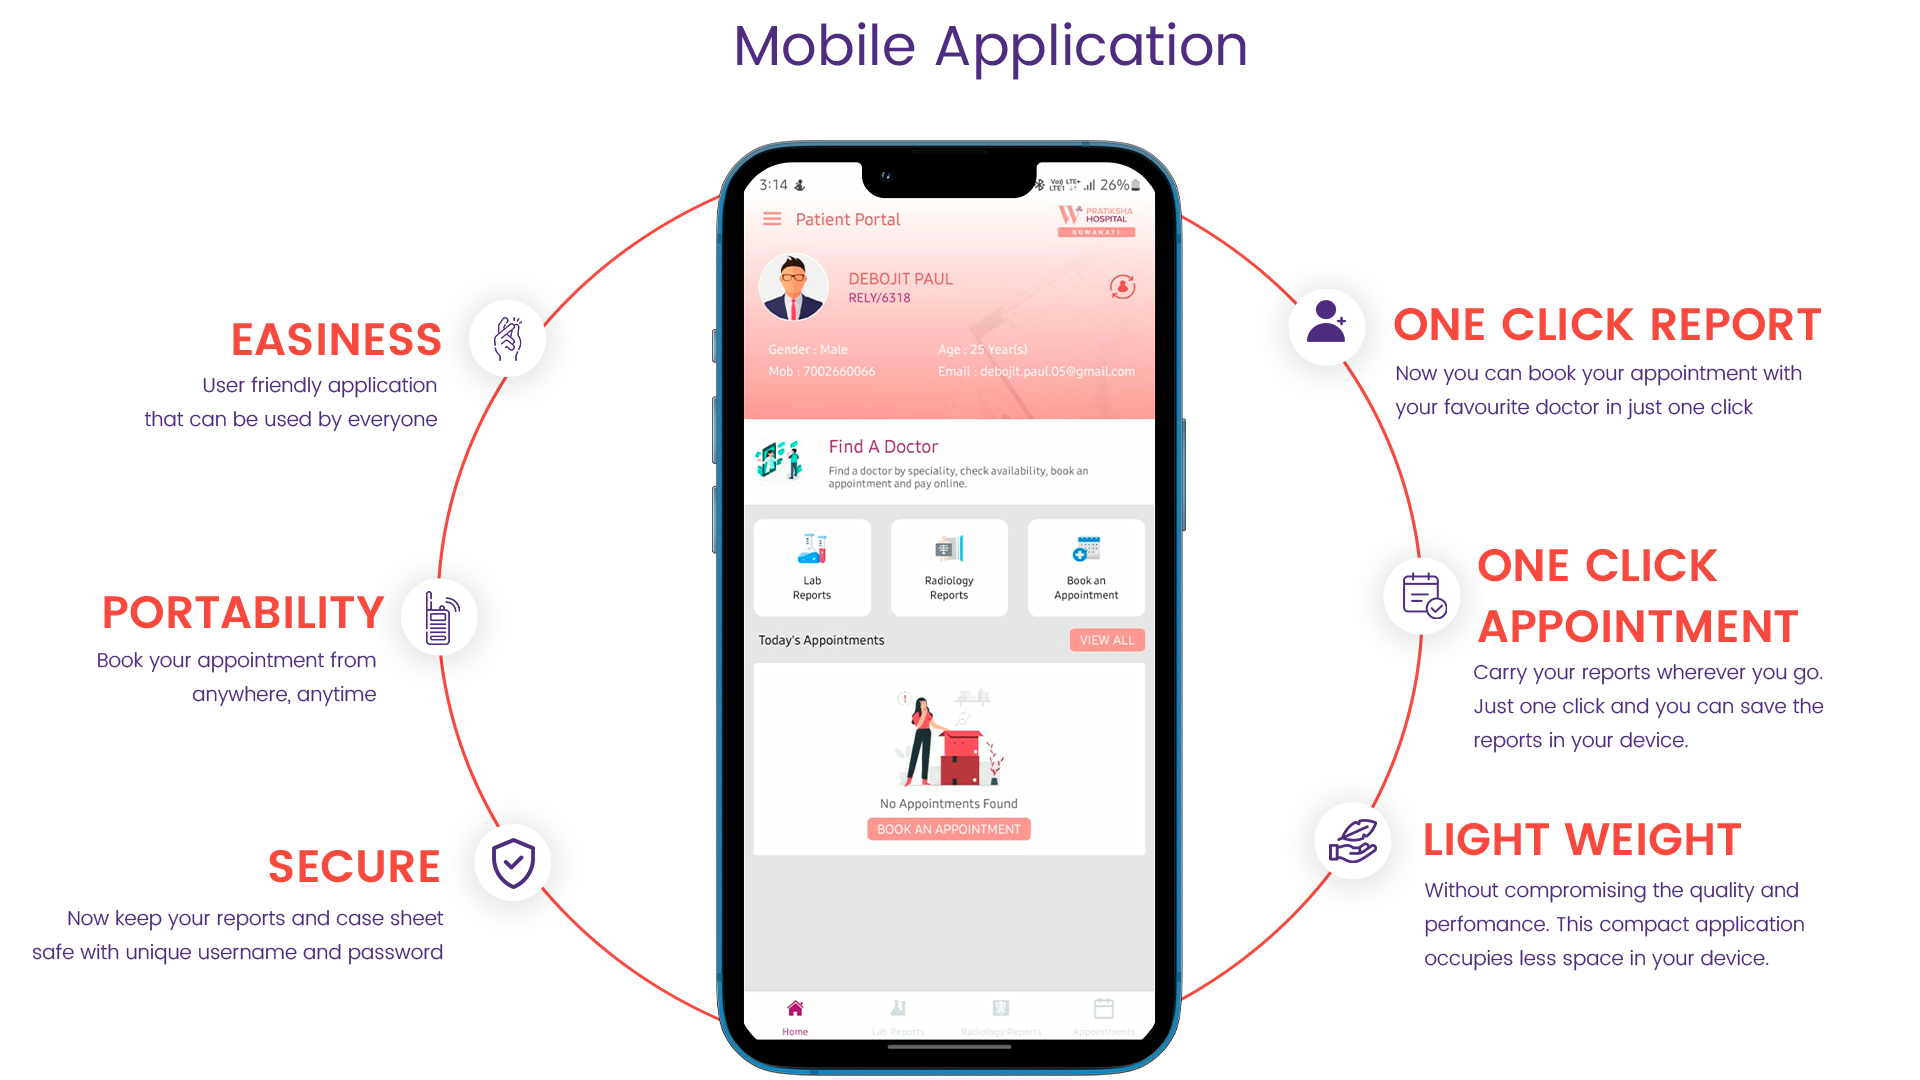 Mobile Application
EASINESS
User friendly application
that can be used by everyone
PORTABILITY
Book your appointment from
anywhere, anytime
SECURE
Now keep your reports and case sheet
safe with unique username and password
3:14
Vo)) LTE+
LTE1
26%
Patient Portal
W
PRATIKSHA
HOSPITAL
GUWAHATI
DEBOJIT PAUL
RELY/6318
Gender : Male
Age : 25 Year(s)
Mob : 7002660066
Email : debojit.paul.05@gmail.com
Find A Doctor
Find a doctor by speciality, check availability, book an
appointment and pay online.
Lab
Reports
Radiology
Reports
Book an
Appointment
Today's Appointments
VIEW ALL
No Appointments Found
BOOK AN APPOINTMENT
Home
Lab Reports
Radiology Reports
Appointments
ONE CLICK REPORT
Now you can book your appointment with
your favourite doctor in just one click
ONE CLICK
APPOINTMENT
Carry your reports wherever you go.
Just one click and you can save the
reports in your device.
LIGHT WEIGHT
Without compromising the quality and
perfomance. This compact application
occupies less space in your device.